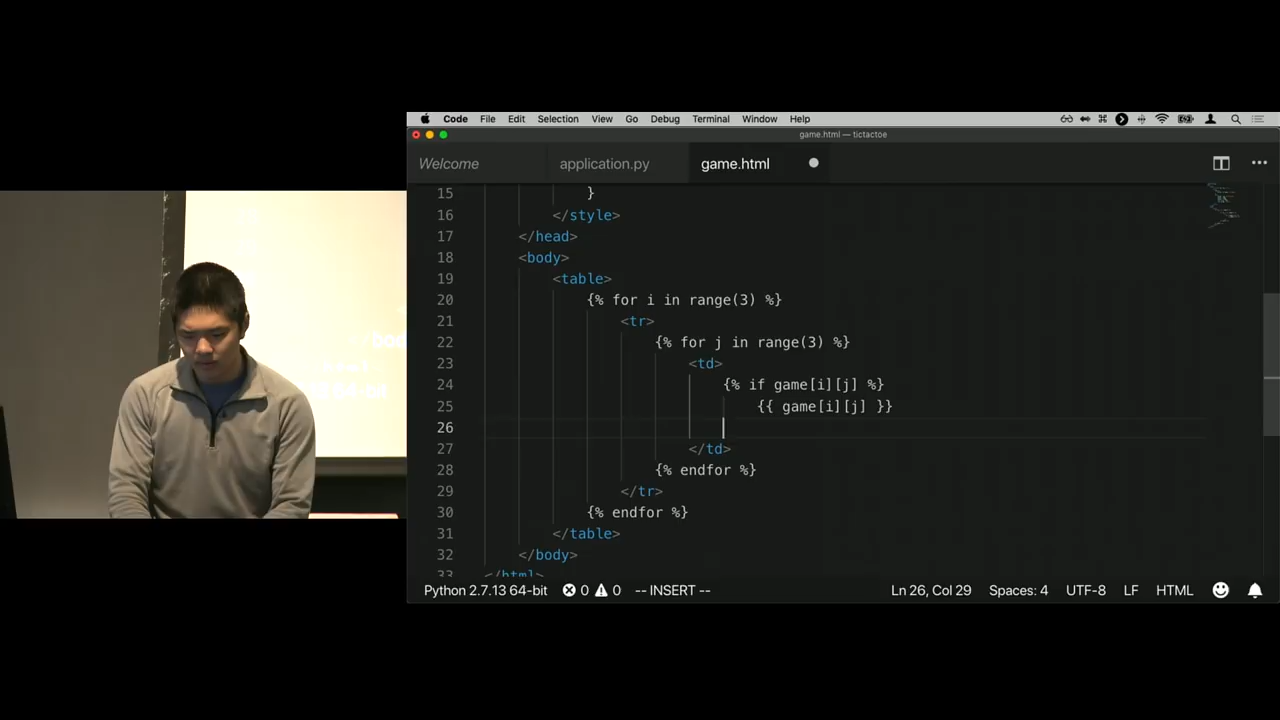 Code File Edit Selection View Go Debug Terminal Window Help
game.html — tictactoe
Welcome application.py game.html
15 }
16 </style>
17 </head>
18 <body>
19 <table>
20 {% for i in range(3) %}
21 <tr>
22 {% for j in range(3) %}
23 <td>
24 {% if game[i][j] %}
25 {{ game[i][j] }}
26
27 </td>
28 {% endfor %}
29 </tr>
30 {% endfor %}
31 </table>
32 </body>
33 </html>
Python 2.7.13 64-bit 0 0 -- INSERT -- Ln 26, Col 29 Spaces: 4 UTF-8 LF HTML